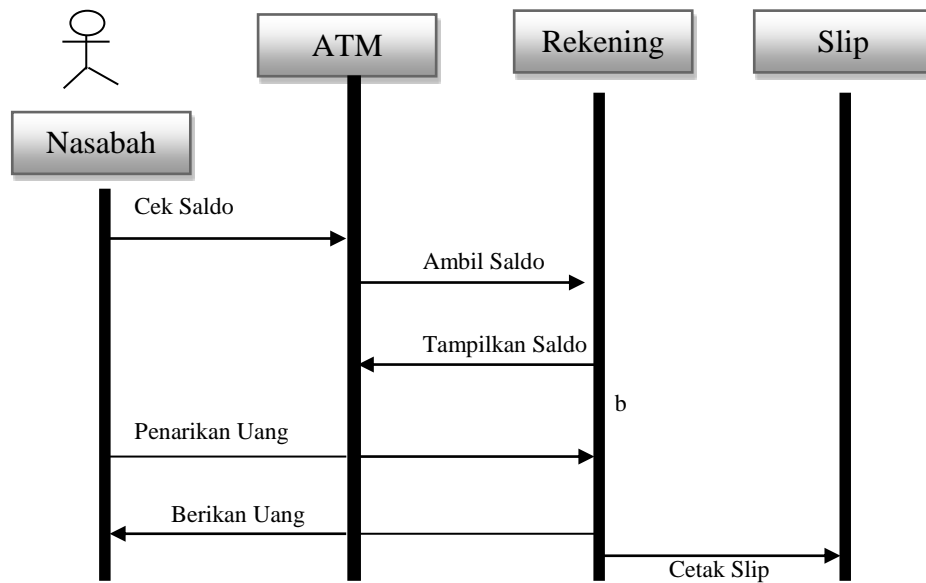 ATM
Rekening
Slip
Nasabah
Cek Saldo
Ambil Saldo
Tampilkan Saldo
b
Penarikan Uang
Berikan Uang
Cetak Slip